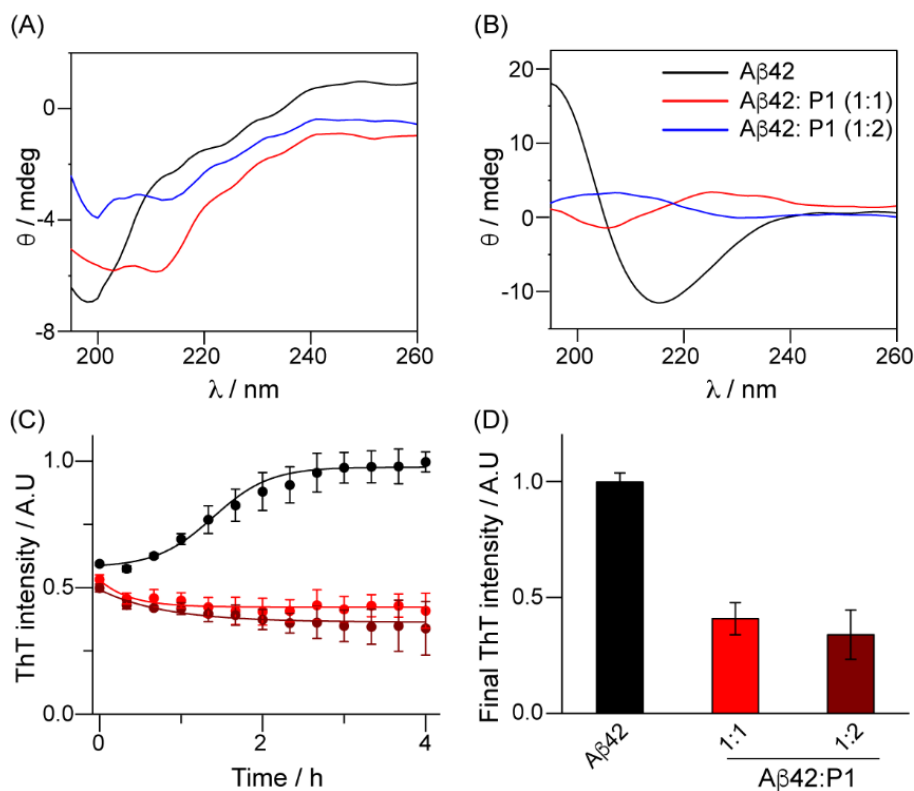 (A)
θ / mdeg
0
-4
-8
200 220 240 260
λ / nm
(B)
θ / mdeg
20
10
0
-10
200 220 240 260
λ / nm
Aβ42
Aβ42: P1 (1:1)
Aβ42: P1 (1:2)
(C)
ThT intensity / A.U
1.0
0.5
0.0
0 2 4
Time / h
(D)
Final ThT intensity / A.U
1.0
0.5
0.0
Aβ42
1:1
1:2
Aβ42:P1